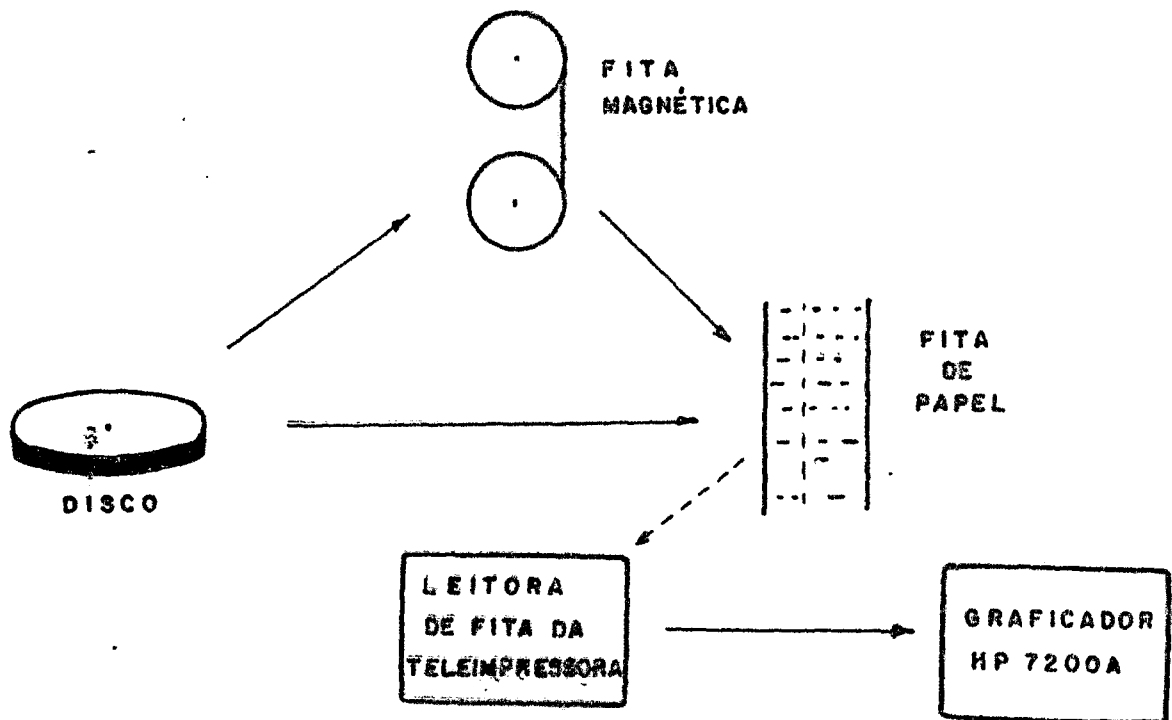 FITA
MAGNÉTICA
FITA
DE
PAPEL
DISCO
LEITORA
DE FITA DA
TELEIMPRESSORA
GRAFICADOR
HP 7200A